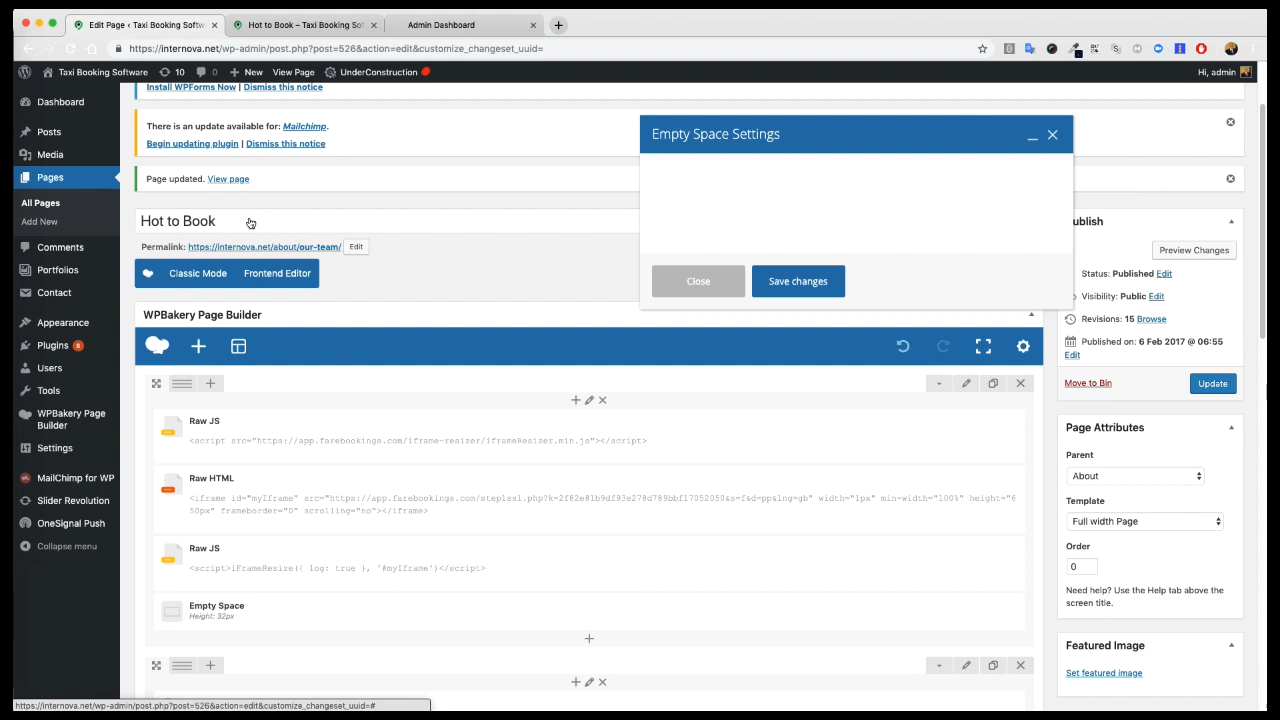 Edit Page ‹ Taxi Booking Softw
Hot to Book – Taxi Booking Sof
Admin Dashboard
https://internova.net/wp-admin/post.php?post=526&action=edit&customize_changeset_uuid=
Taxi Booking Software
10
0
New
View Page
UnderConstruction
Hi, admin
Dashboard
Posts
Media
Pages
All Pages
Add New
Comments
Portfolios
Contact
Appearance
Plugins 6
Users
Tools
WPBakery Page
Builder
Settings
MailChimp for WP
Slider Revolution
OneSignal Push
Collapse menu
Install WPForms Now | Dismiss this notice
There is an update available for: Mailchimp.
Begin updating plugin | Dismiss this notice
Page updated. View page
Hot to Book
Permalink: https://internova.net/about/our-team/ Edit
Classic Mode Frontend Editor
Empty Space Settings
Close
Save changes
WPBakery Page Builder
Raw JS
<script src="https://app.farebookings.com/iframe-resizer/iframeResizer.min.js"></script>
Raw HTML
<iframe id="myIframe" src="https://app.farebookings.com/step1ssl.php?k=2f82e81b9df93e278d789bbf17052050&s=f&d=pp&lng=gb" width="1px" min-width="100%" height="6
50px" frameborder="0" scrolling="no"></iframe>
Raw JS
<script>iFrameResize({ log: true }, '#myIframe')</script>
Empty Space
Height: 32px
ublish
Preview Changes
Status: Published Edit
Visibility: Public Edit
Revisions: 15 Browse
Published on: 6 Feb 2017 @ 06:55
Edit
Move to Bin
Update
Page Attributes
Parent
About
Template
Full width Page
Order
0
Need help? Use the Help tab above the
screen title.
Featured Image
Set featured image
https://internova.net/wp-admin/post.php?post=526&action=edit&customize_changeset_uuid=#